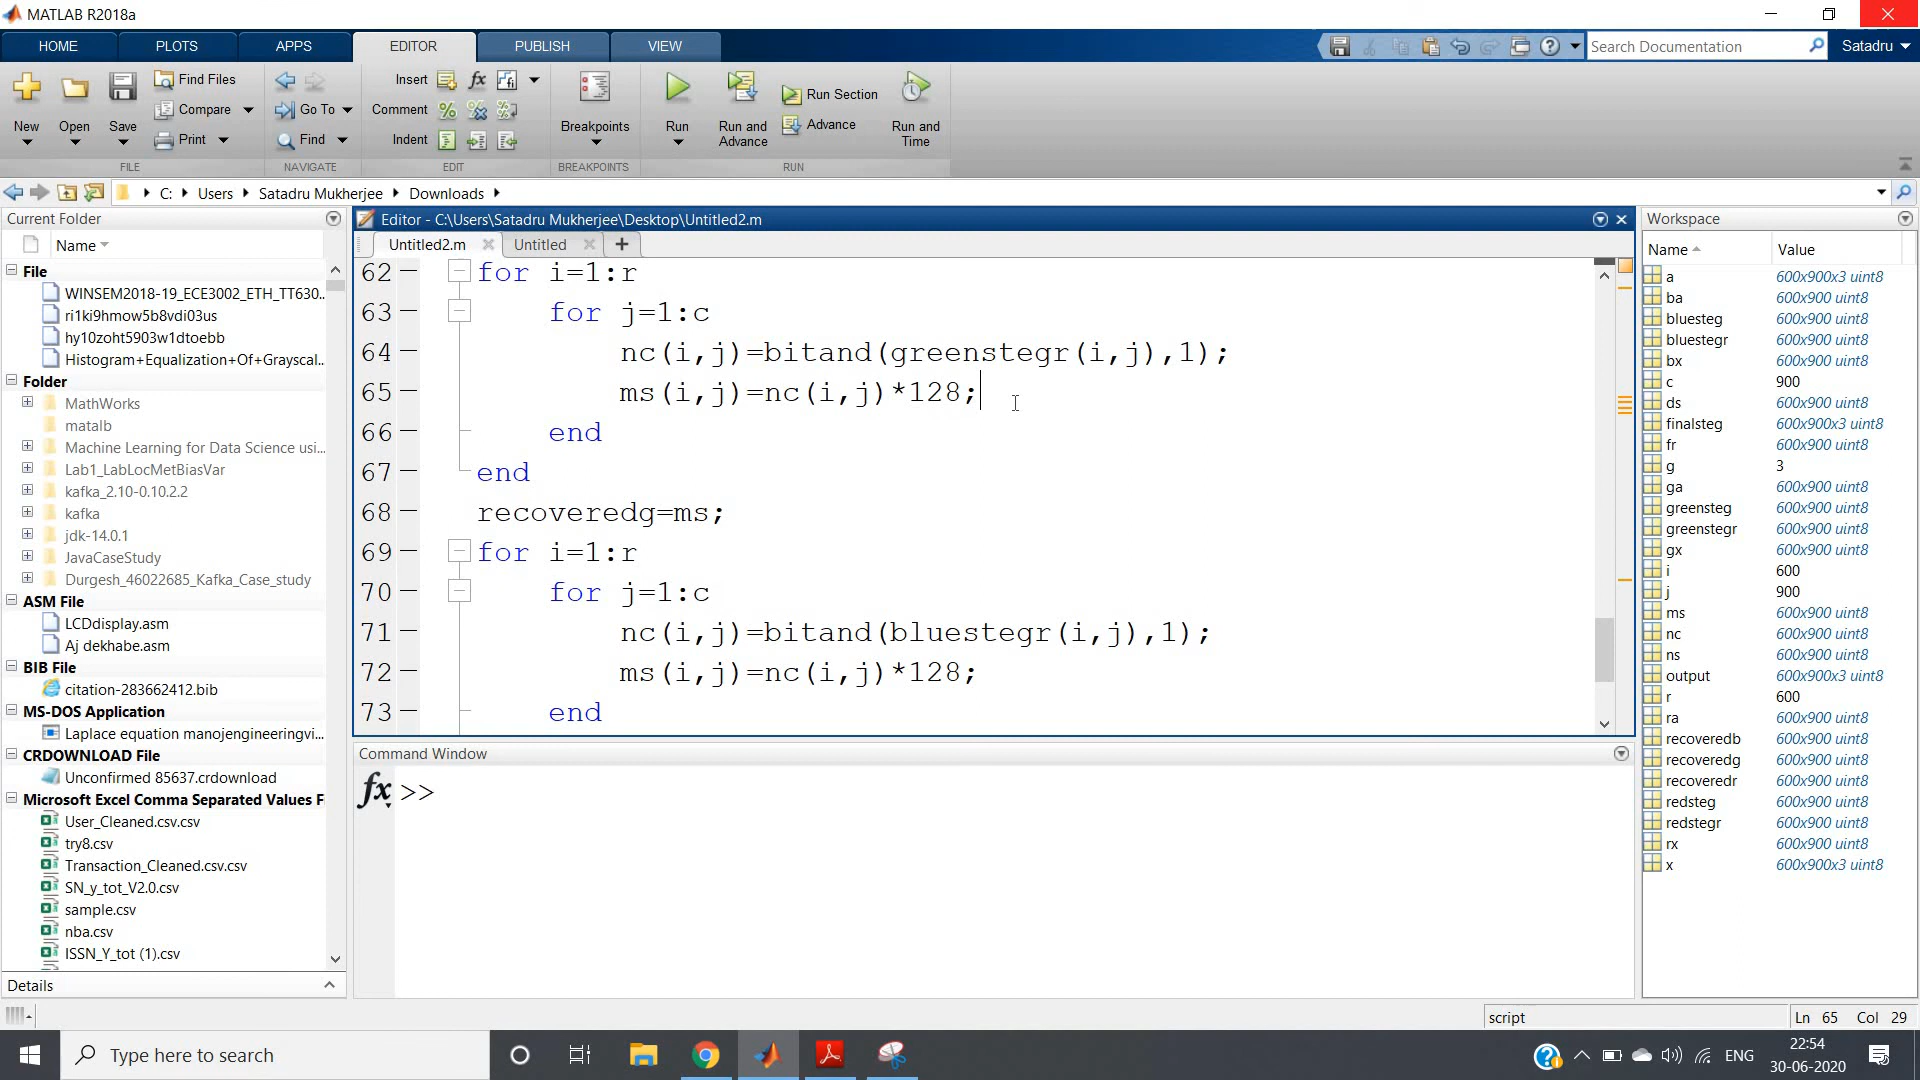 MATLAB R2018a
HOME
PLOTS
APPS
EDITOR
PUBLISH
VIEW
Search Documentation
Satadru
New
Open
Save
Find Files
Compare
Print
Go To
Find
Insert
Comment
Indent
Breakpoints
Run
Run and Advance
Run Section
Advance
Run and Time
FILE
NAVIGATE
EDIT
BREAKPOINTS
RUN
C: Users Satadru Mukherjee Downloads
Current Folder
Name
File
WINSEM2018-19_ECE3002_ETH_TT630..
ri1ki9hmow5b8vdi03us
hy10zoht5903w1dtoebb
Histogram+Equalization+Of+Grayscal...
Folder
MathWorks
matalb
Machine Learning for Data Science usi...
Lab1_LabLocMetBiasVar
kafka_2.10-0.10.2.2
kafka
jdk-14.0.1
JavaCaseStudy
Durgesh_46022685_Kafka_Case_study
ASM File
LCDdisplay.asm
Aj dekhabe.asm
BIB File
citation-283662412.bib
MS-DOS Application
Laplace equation manojengineeringvi...
CRDOWNLOAD File
Unconfirmed 85637.crdownload
Microsoft Excel Comma Separated Values F
User_Cleaned.csv.csv
try8.csv
Transaction_Cleaned.csv.csv
SN_y_tot_V2.0.csv
sample.csv
nba.csv
ISSN_Y_tot (1).csv
Details
Editor - C:\Users\Satadru Mukherjee\Desktop\Untitled2.m
Untitled2.m
Untitled
62 for i=1:r
63 for j=1:c
64 nc(i,j)=bitand(greenstegr(i,j),1);
65 ms(i,j)=nc(i,j)*128;
66 end
67 end
68 recoveredg=ms;
69 for i=1:r
70 for j=1:c
71 nc(i,j)=bitand(bluestegr(i,j),1);
72 ms(i,j)=nc(i,j)*128;
73 end
Command Window
fx >>
Workspace
Name Value
a 600x900x3 uint8
ba 600x900 uint8
bluesteg 600x900 uint8
bluestegr 600x900 uint8
bx 600x900 uint8
c 900
ds 600x900 uint8
finalsteg 600x900x3 uint8
fr 600x900 uint8
g 3
ga 600x900 uint8
greensteg 600x900 uint8
greenstegr 600x900 uint8
gx 600x900 uint8
i 600
j 900
ms 600x900 uint8
nc 600x900 uint8
ns 600x900 uint8
output 600x900x3 uint8
r 600
ra 600x900 uint8
recoveredb 600x900 uint8
recoveredg 600x900 uint8
recoveredr 600x900 uint8
redsteg 600x900 uint8
redstegr 600x900 uint8
rx 600x900 uint8
x 600x900x3 uint8
script
Ln 65 Col 29
Type here to search
ENG
22:54
30-06-2020